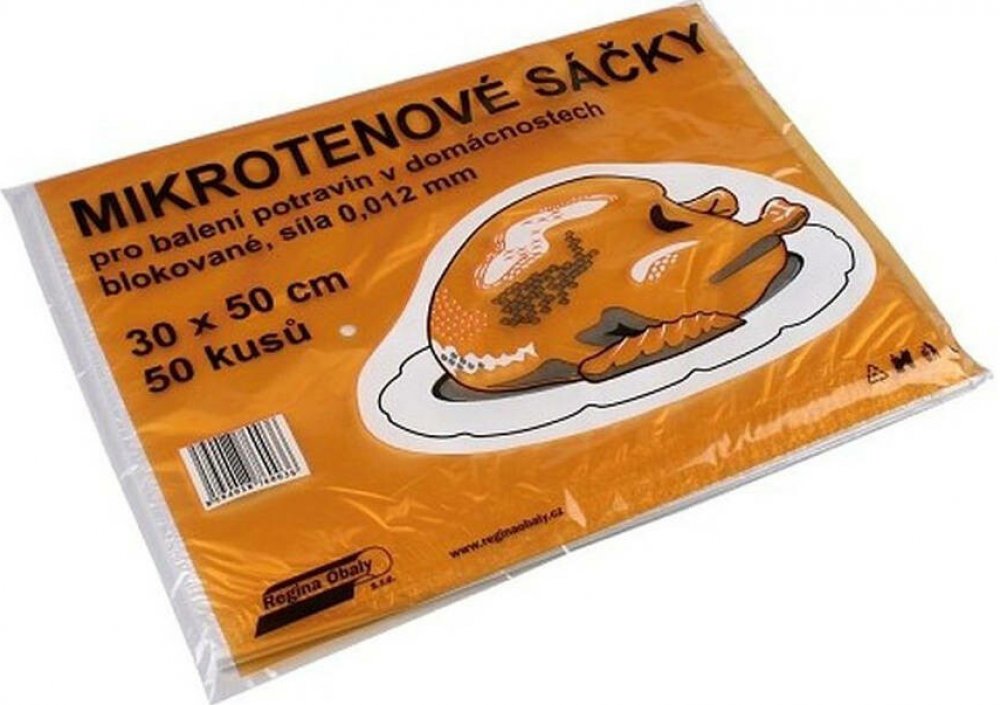 MIKROTENOVÉ SÁČKY
pro balení potravin v domácnostech
blokované, síla 0,012 mm
30 x 50 cm
50 kusů
Regina Obaly
s.r.o.
www.reginaobaly.cz